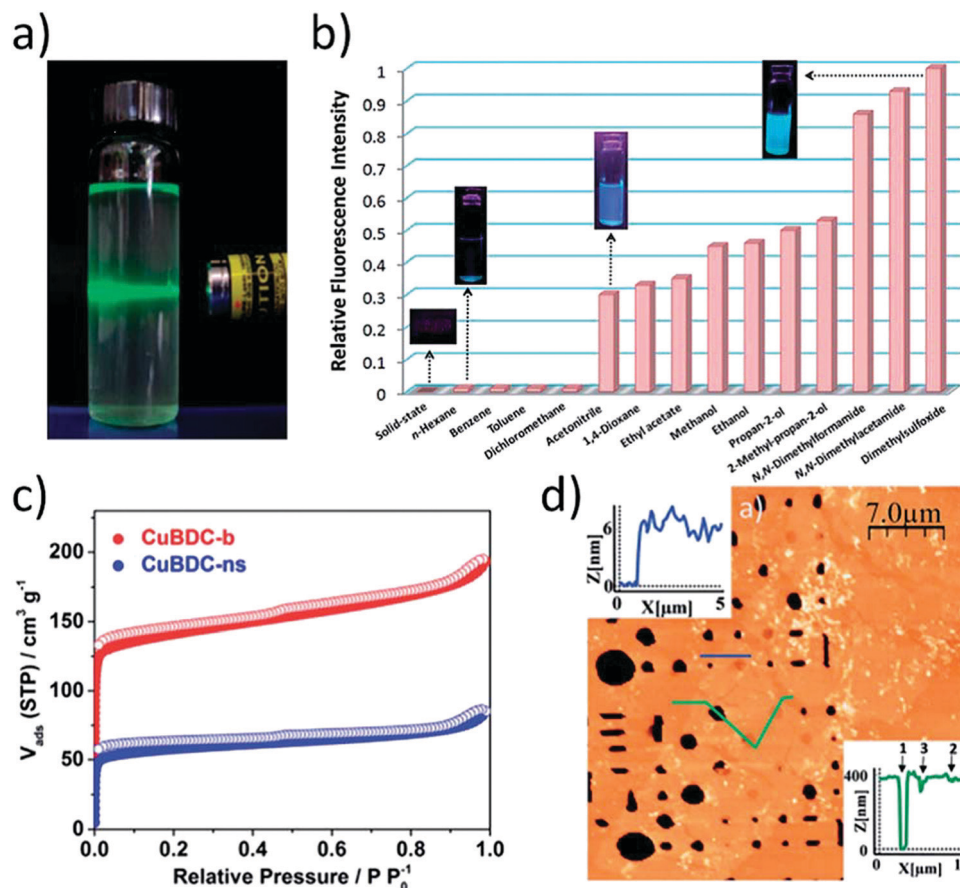 a)
TION
b)
Relative Fluorescence Intensity
1
0.9
0.8
0.7
0.6
0.5
0.4
0.3
0.2
0.1
0
Solid-state
n-Hexane
Benzene
Toluene
Dichloromethane
Acetonitrile
1,4-Dioxane
Ethyl acetate
Methanol
Ethanol
Propan-2-ol
2-Methyl-propan-2-ol
N,N-Dimethylformamide
N,N-Dimethylacetamide
Dimethylsulfoxide
c)
CuBDC-b
CuBDC-ns
V_ads (STP) / cm³ g⁻¹
200
150
100
50
0
0.0 0.2 0.4 0.6 0.8 1.0
Relative Pressure / P P₀⁻¹
d)
a)
7.0µm
Z[nm]
6
0
0 X[µm] 5
1 3 2
Z[nm]
400
0
0 X[µm] 1